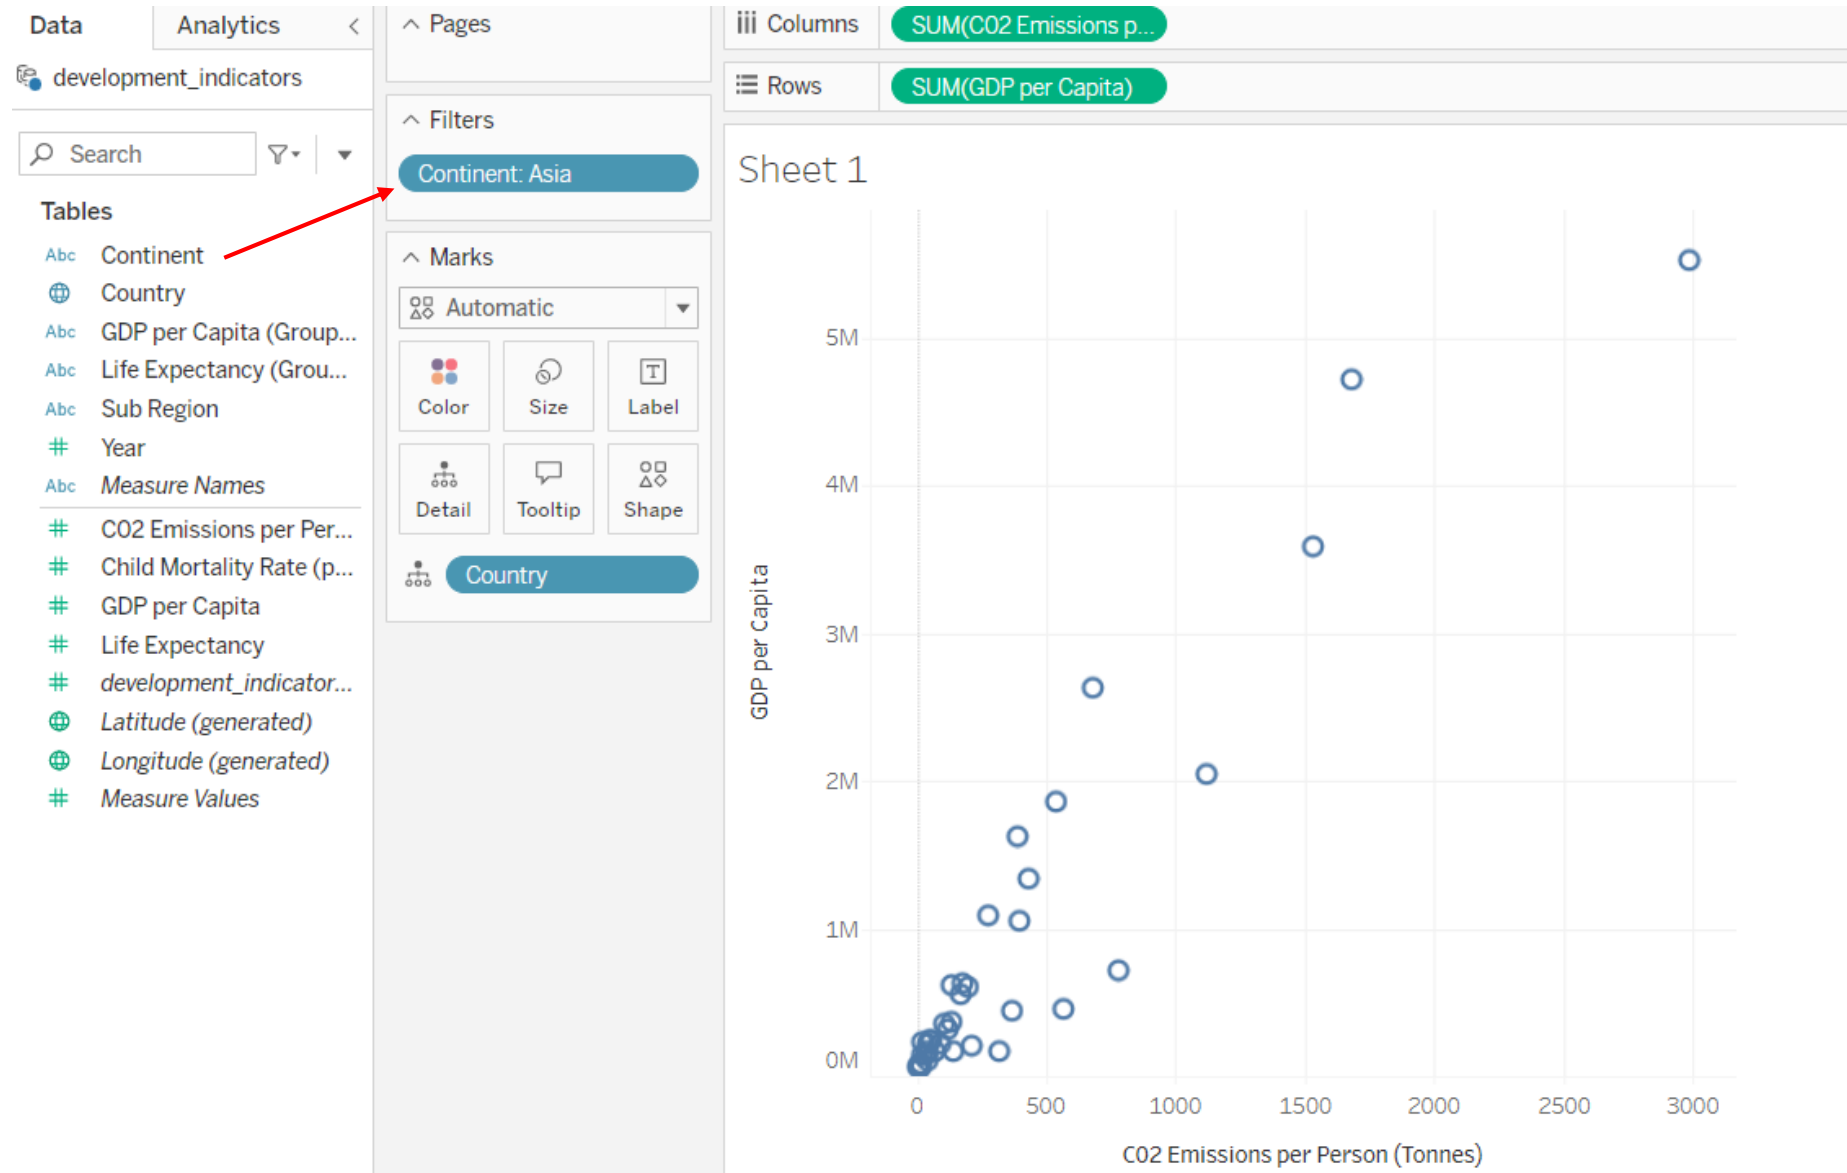 Data
Analytics
development_indicators
Search
Tables
Abc Continent
Country
Abc GDP per Capita (Group...
Abc Life Expectancy (Grou...
Abc Sub Region
# Year
Abc Measure Names
# C02 Emissions per Per...
# Child Mortality Rate (p...
# GDP per Capita
# Life Expectancy
# development_indicator...
Latitude (generated)
Longitude (generated)
# Measure Values
Pages
Filters
Continent: Asia
Marks
Automatic
Color Size Label
Detail Tooltip Shape
Country
Columns SUM(C02 Emissions p...
Rows SUM(GDP per Capita)
Sheet 1
GDP per Capita
5M
4M
3M
2M
1M
0M
0 500 1000 1500 2000 2500 3000
C02 Emissions per Person (Tonnes)